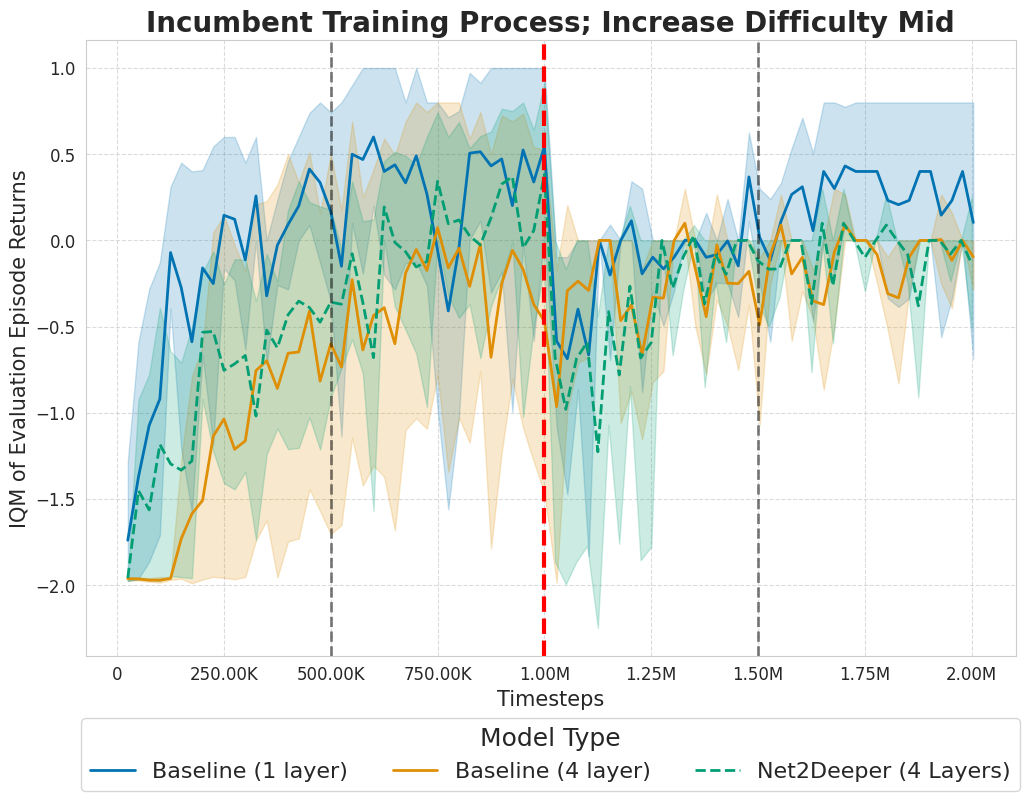 Incumbent Training Process; Increase Difficulty Mid
IQM of Evaluation Episode Returns
1.0
0.5
0.0
−0.5
−1.0
−1.5
−2.0
0 250.00K 500.00K 750.00K 1.00M 1.25M 1.50M 1.75M 2.00M
Timesteps
Model Type
Baseline (1 layer) Baseline (4 layer) Net2Deeper (4 Layers)